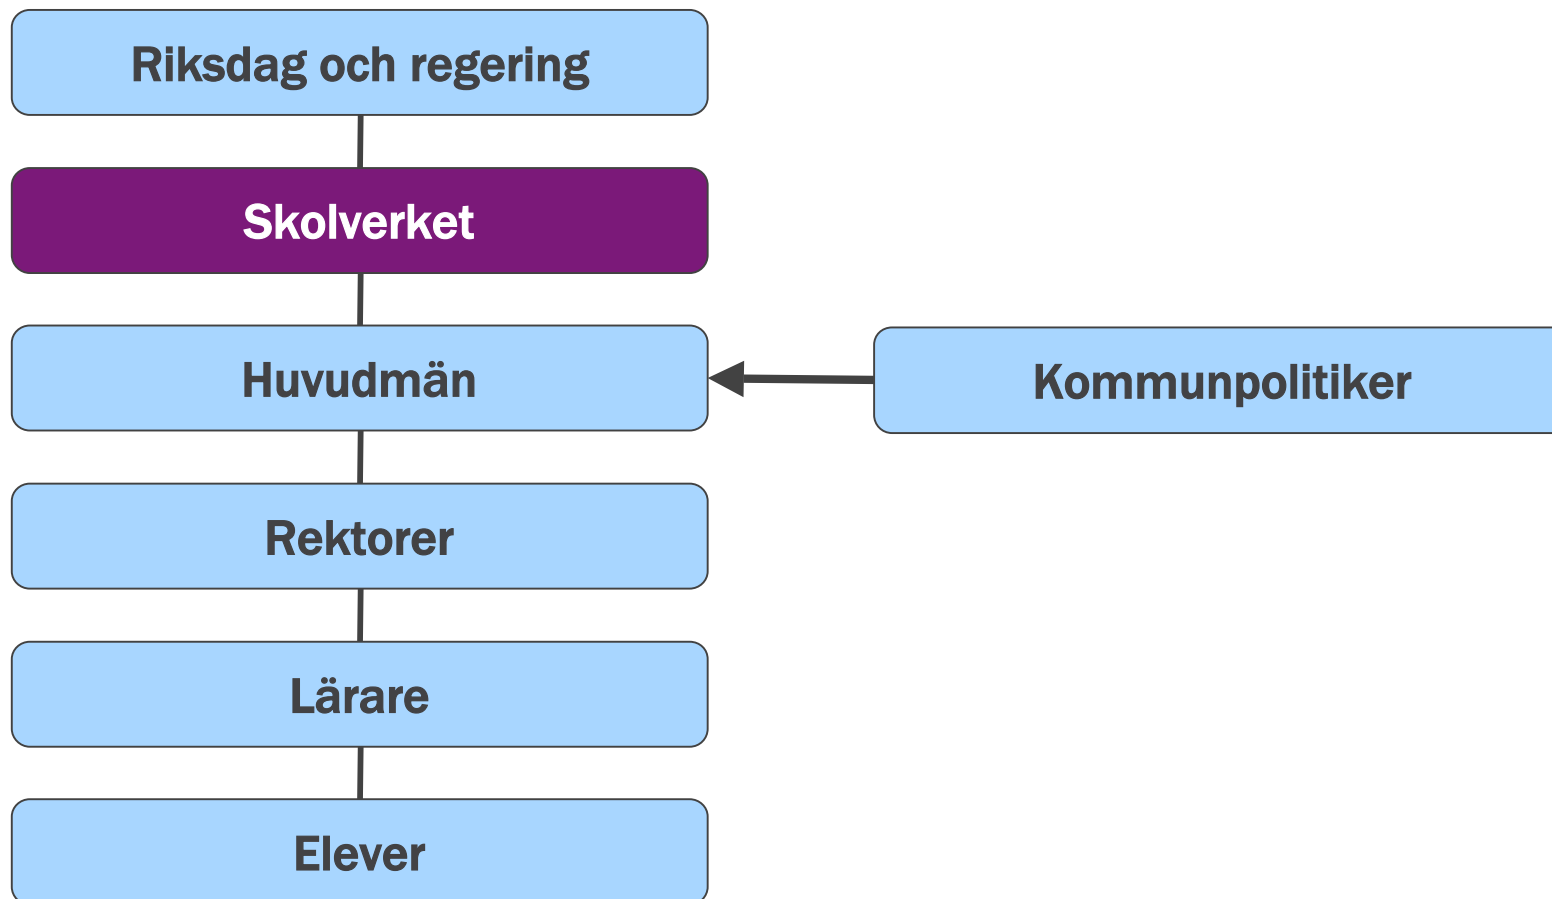 Riksdag och regering
Skolverket
Huvudmän
Kommunpolitiker
Rektorer
Lärare
Elever